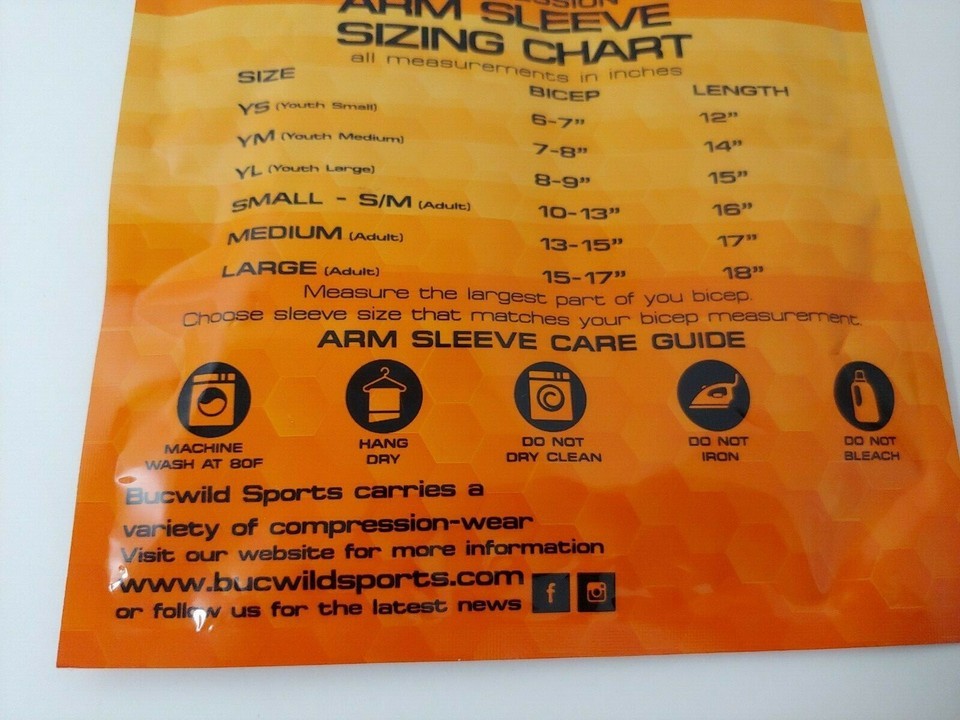 ARM SLEEVE
SIZING CHART
all measurements in inches
SIZE BICEP LENGTH
YS (Youth Small) 6-7” 12”
YM (Youth Medium) 7-8” 14”
YL (Youth Large) 8-9” 15”
SMALL - S/M (Adult) 10-13” 16”
MEDIUM (Adult) 13-15” 17”
LARGE (Adult) 15-17” 18”
Measure the largest part of you bicep.
Choose sleeve size that matches your bicep measurement.
ARM SLEEVE CARE GUIDE
MACHINE
WASH AT 80F
HANG
DRY
DO NOT
DRY CLEAN
DO NOT
IRON
DO NOT
BLEACH
Bucwild Sports carries a
variety of compression-wear
Visit our website for more information
www.bucwildsports.com
or follow us for the latest news